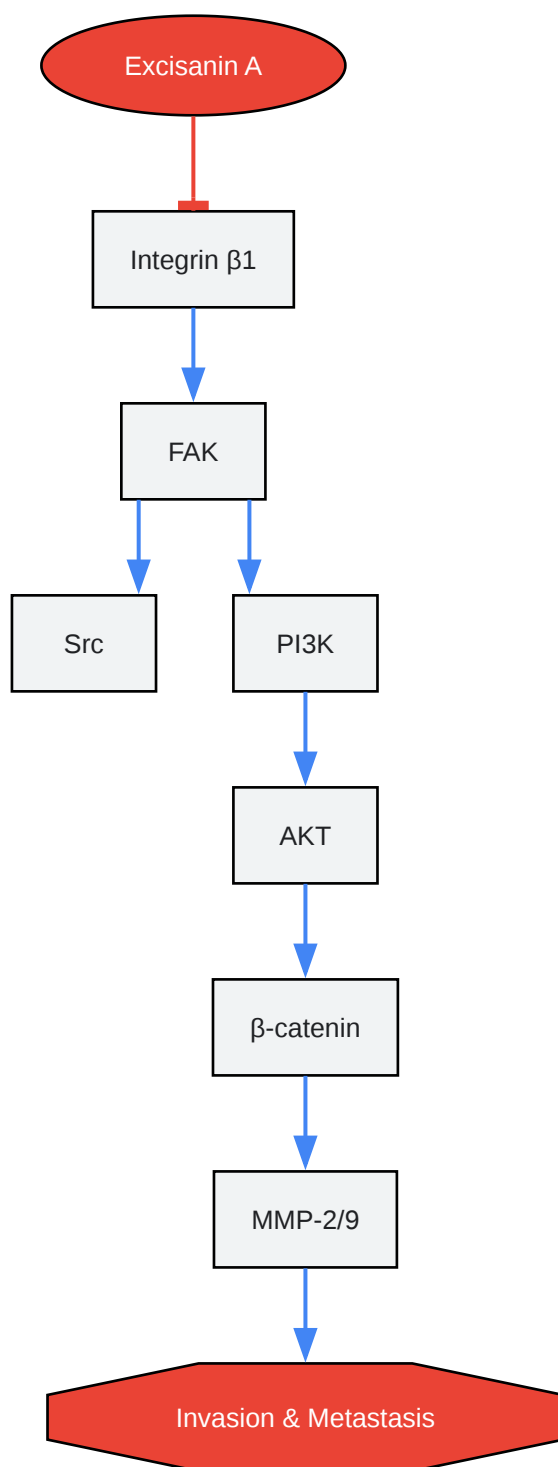 Excisanin A
Integrin β1
FAK
Src
PI3K
AKT
β-catenin
MMP-2/9
Invasion & Metastasis